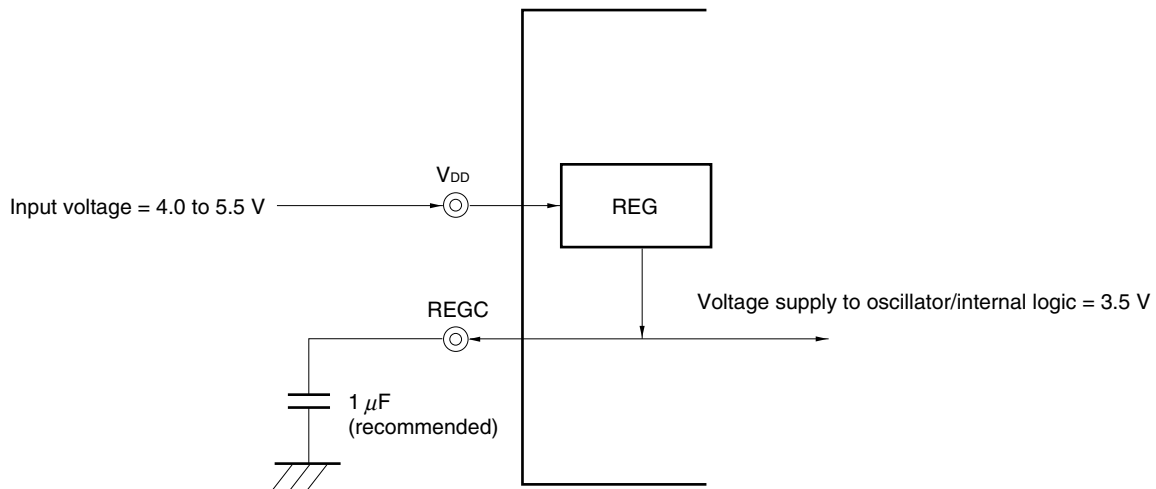 VDD
Input voltage = 4.0 to 5.5 V
REG
REGC
Voltage supply to oscillator/internal logic = 3.5 V
1 μF
(recommended)